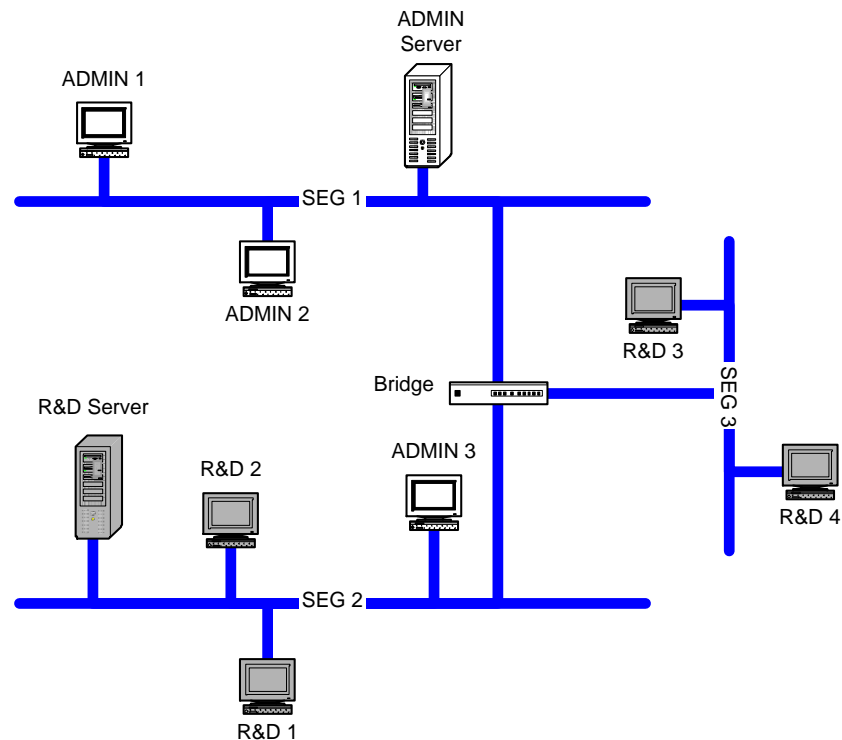 ADMIN
Server
ADMIN 1
SEG 1
ADMIN 2
R&D 3
Bridge
SEG 3
R&D Server
ADMIN 3
R&D 2
R&D 4
SEG 2
R&D 1